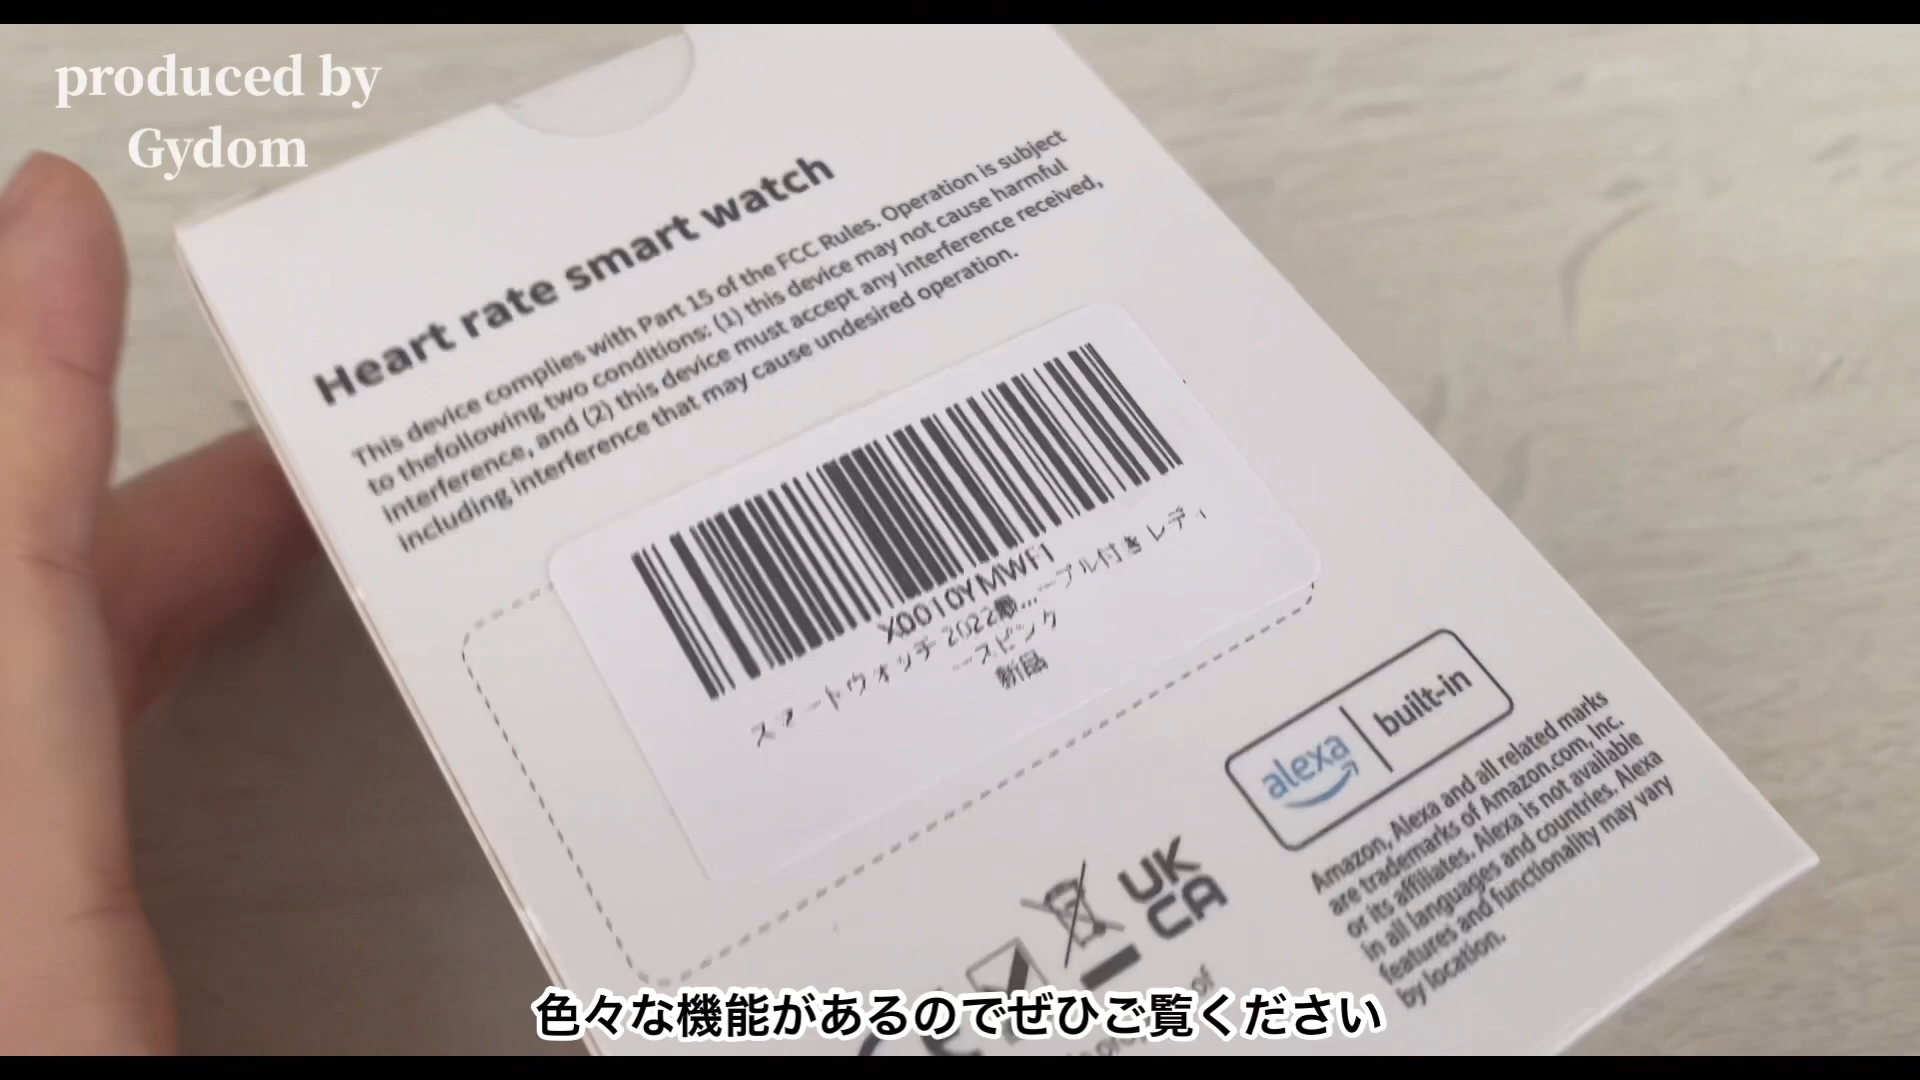 produced by
Gydom
Heart rate smart watch
This device complies with Part 15 of the FCC Rules. Operation is subject
to thefollowing two conditions: (1) this device may not cause harmful
interference, and (2) this device must accept any interference received,
including interference that may cause undesired operation.
X0010YMWF1
スマートウォッチ 2022最...ーブル付き レディ
ースピンク
新品
alexa built-in
Amazon, Alexa and all related marks
are trademarks of Amazon.com, Inc.
or its affiliates. Alexa is not available
in all languages and countries. Alexa
features and functionality may vary
by location.
UK
CA
色々な機能があるのでぜひご覧ください